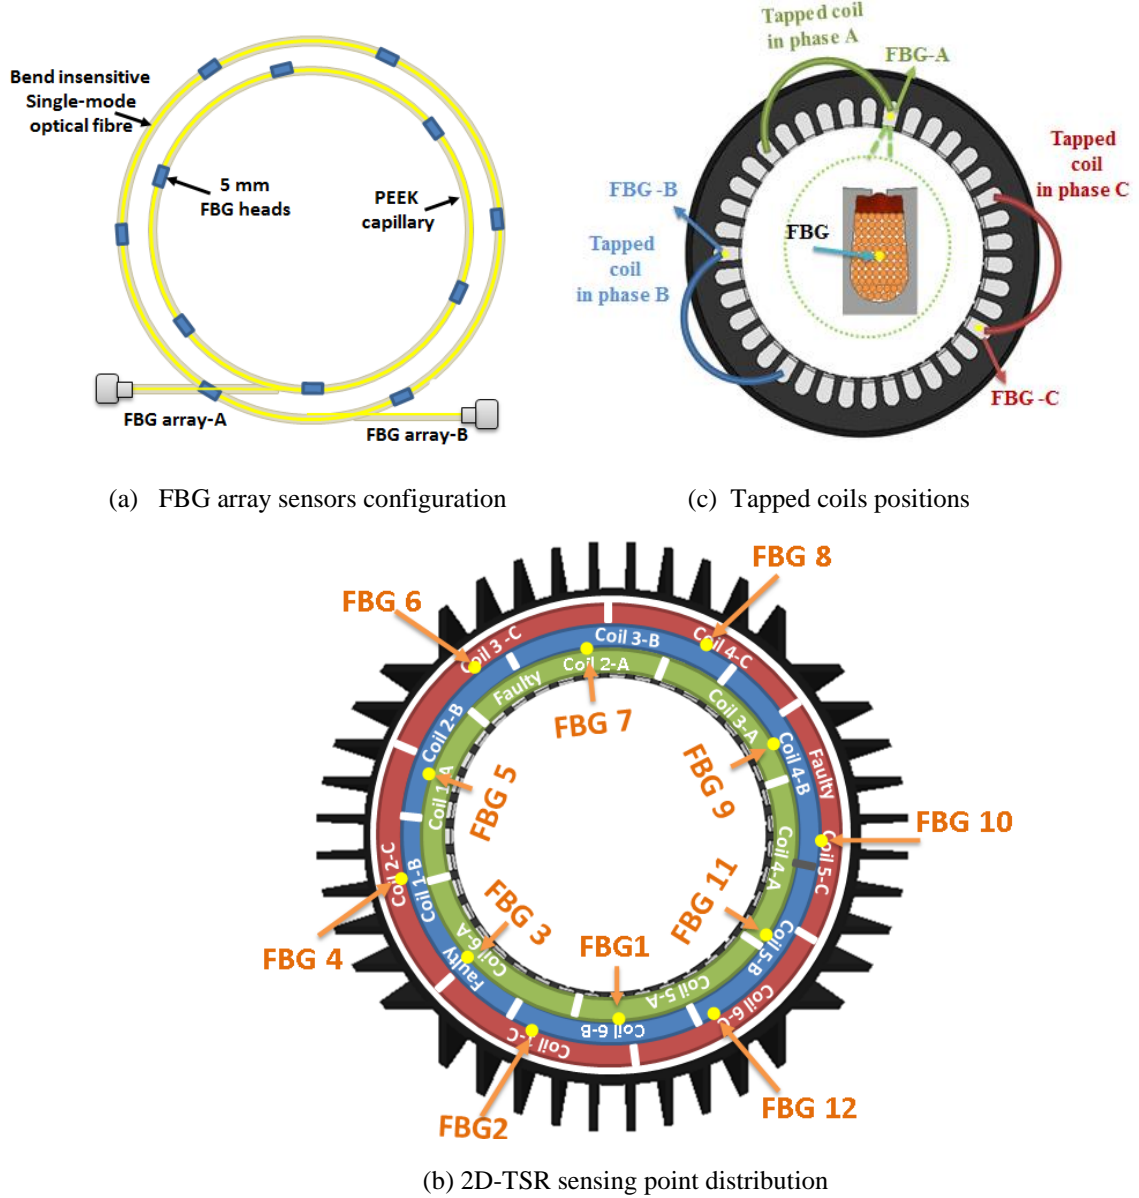 Bend insensitive
Single-mode
optical fibre
5 mm
FBG heads
PEEK
capillary
FBG array-A
FBG array-B
(a) FBG array sensors configuration
Tapped coil
in phase A
FBG-A
Tapped
coil
in phase C
FBG -B
FBG
Tapped
coil
in phase B
FBG -C
(c) Tapped coils positions
FBG 8
FBG 6
Coil 3 -C
Coil 3-B
Coil 4-C
Coil 2-A
Faulty
Coil 2-B
FBG 7
Coil 3-A
Coil 4-B
Faulty
Coil 1-A
FBG 5
FBG 9
FBG 10
Coil 5-C
Coil 4-A
Coil 2-C
Coil 1-B
FBG 4
FBG 3
FBG1
FBG 11
Coil 6-A
Faulty
Coil 5-A
Coil 5-B
Coil 6-B
FBG2
FBG 12
(b) 2D-TSR sensing point distribution